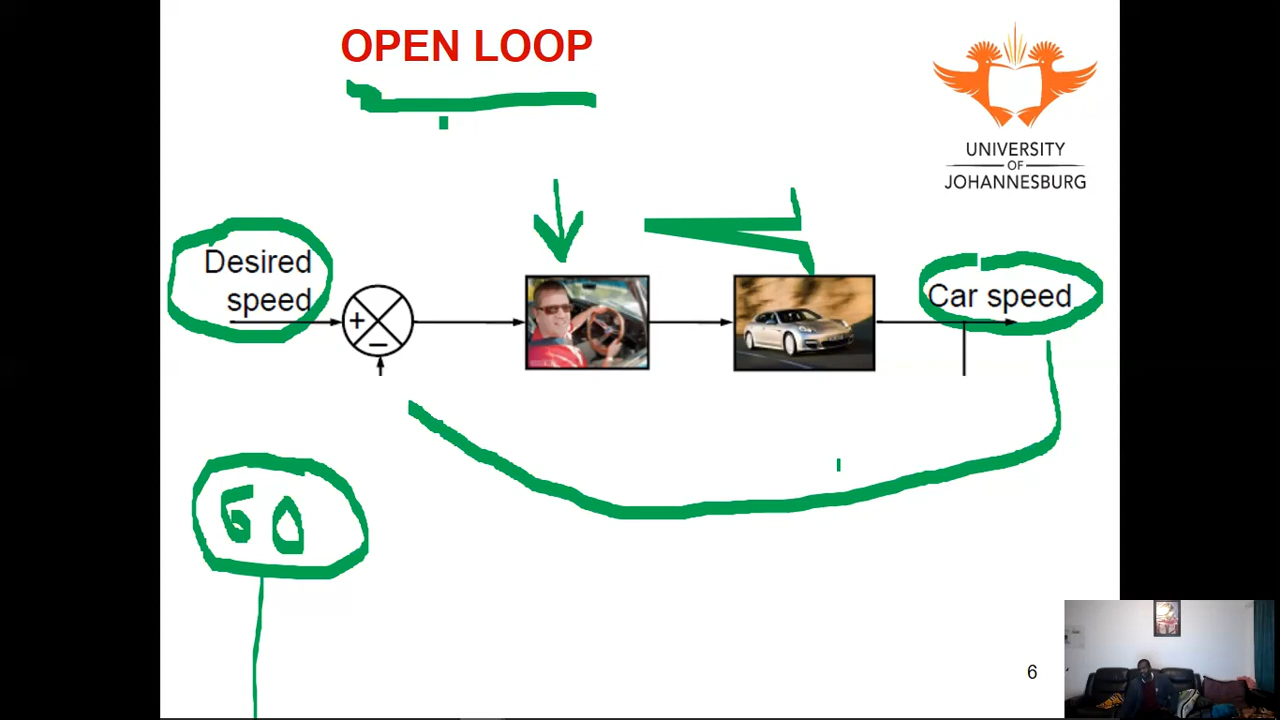 OPEN LOOP
UNIVERSITY
OF
JOHANNESBURG
Desired
speed
Car speed
+
−
60
6